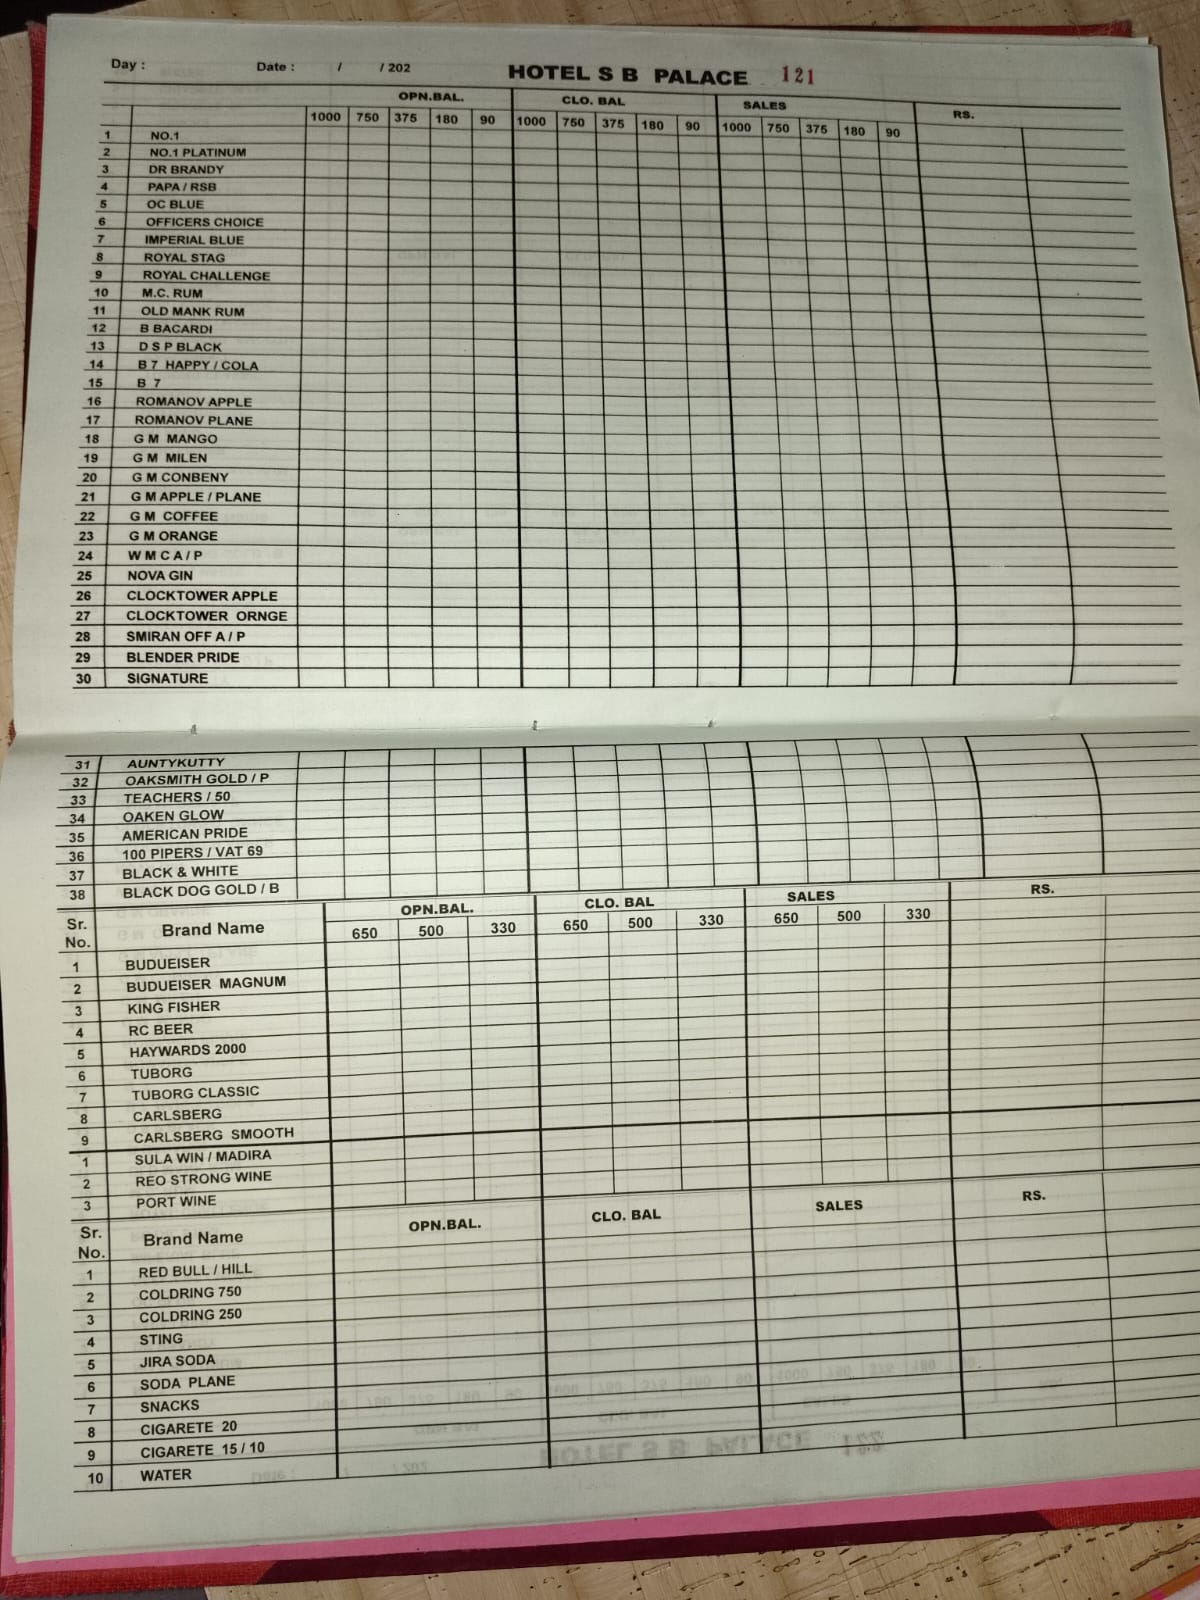 Day : Date : / / 202 HOTEL S B PALACE 121
OPN.BAL. CLO. BAL SALES RS.
1000 750 375 180 90 1000 750 375 180 90 1000 750 375 180 90
1 NO.1
2 NO.1 PLATINUM
3 DR BRANDY
4 PAPA / RSB
5 OC BLUE
6 OFFICERS CHOICE
7 IMPERIAL BLUE
8 ROYAL STAG
9 ROYAL CHALLENGE
10 M.C. RUM
11 OLD MANK RUM
12 B BACARDI
13 D S P BLACK
14 B 7 HAPPY / COLA
15 B 7
16 ROMANOV APPLE
17 ROMANOV PLANE
18 G M MANGO
19 G M MILEN
20 G M CONBENY
21 G M APPLE / PLANE
22 G M COFFEE
23 G M ORANGE
24 W M C A / P
25 NOVA GIN
26 CLOCKTOWER APPLE
27 CLOCKTOWER ORNGE
28 SMIRAN OFF A / P
29 BLENDER PRIDE
30 SIGNATURE
31 AUNTYKUTTY
32 OAKSMITH GOLD / P
33 TEACHERS / 50
34 OAKEN GLOW
35 AMERICAN PRIDE
36 100 PIPERS / VAT 69
37 BLACK & WHITE
38 BLACK DOG GOLD / B
Sr. No. Brand Name OPN.BAL. CLO. BAL SALES RS.
650 500 330 650 500 330 650 500 330
1 BUDUEISER
2 BUDUEISER MAGNUM
3 KING FISHER
4 RC BEER
5 HAYWARDS 2000
6 TUBORG
7 TUBORG CLASSIC
8 CARLSBERG
9 CARLSBERG SMOOTH
1 SULA WIN / MADIRA
2 REO STRONG WINE
3 PORT WINE
Sr. No. Brand Name OPN.BAL. CLO. BAL SALES RS.
1 RED BULL / HILL
2 COLDRING 750
3 COLDRING 250
4 STING
5 JIRA SODA
6 SODA PLANE
7 SNACKS
8 CIGARETE 20
9 CIGARETE 15 / 10
10 WATER